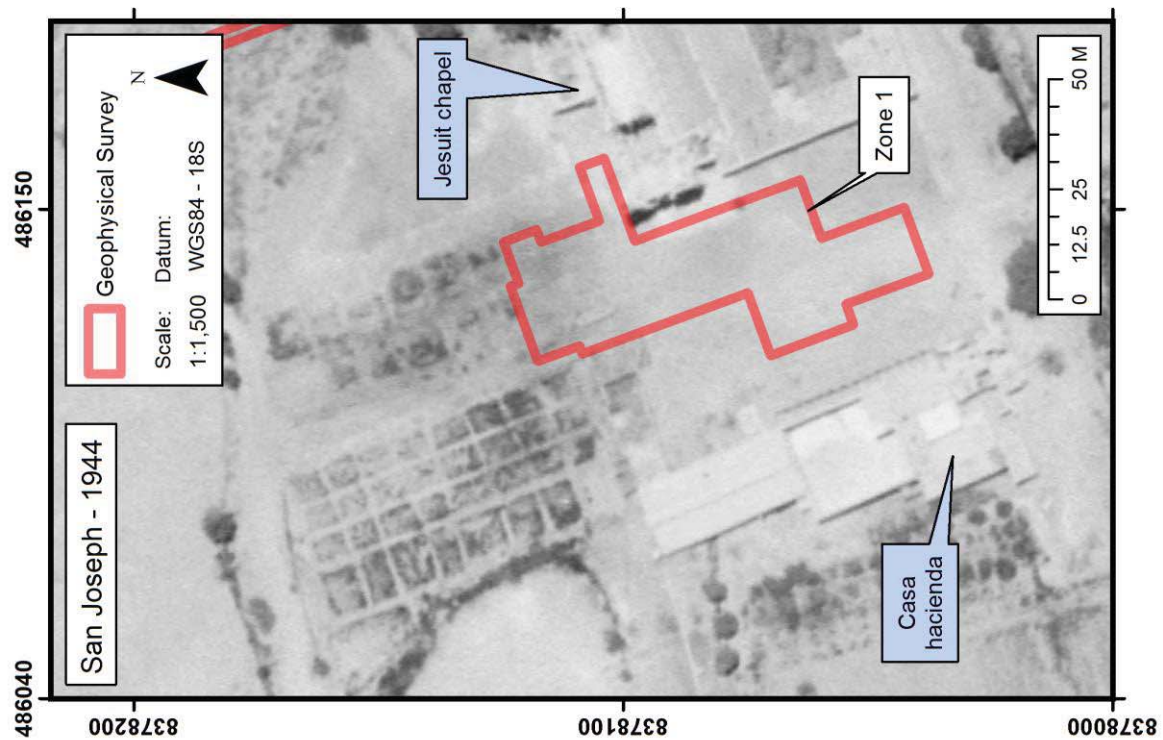 San Joseph - 1944
Geophysical Survey
Scale: Datum:
1:1,500 WGS84 - 18S
N
Jesuit chapel
Zone 1
Casa
hacienda
0 12.5 25 50 M
486040
486150
8378200
8378100
8378000